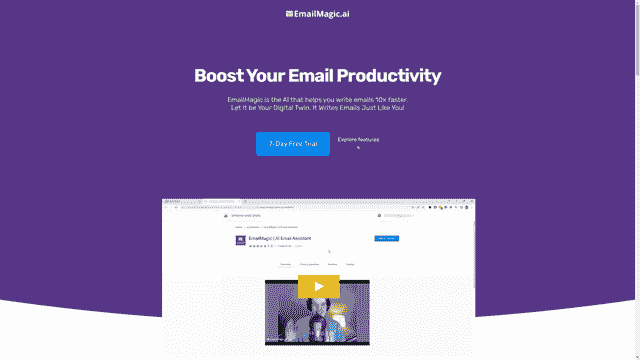 EmailMagic.ai
Boost Your Email Productivity
EmailMagic is the AI that helps you write emails 10x faster.
Let it be Your Digital Twin. It Writes Emails Just Like You!
7-Day Free Trial
Explore features
EmailMagic | AI Email Assistant